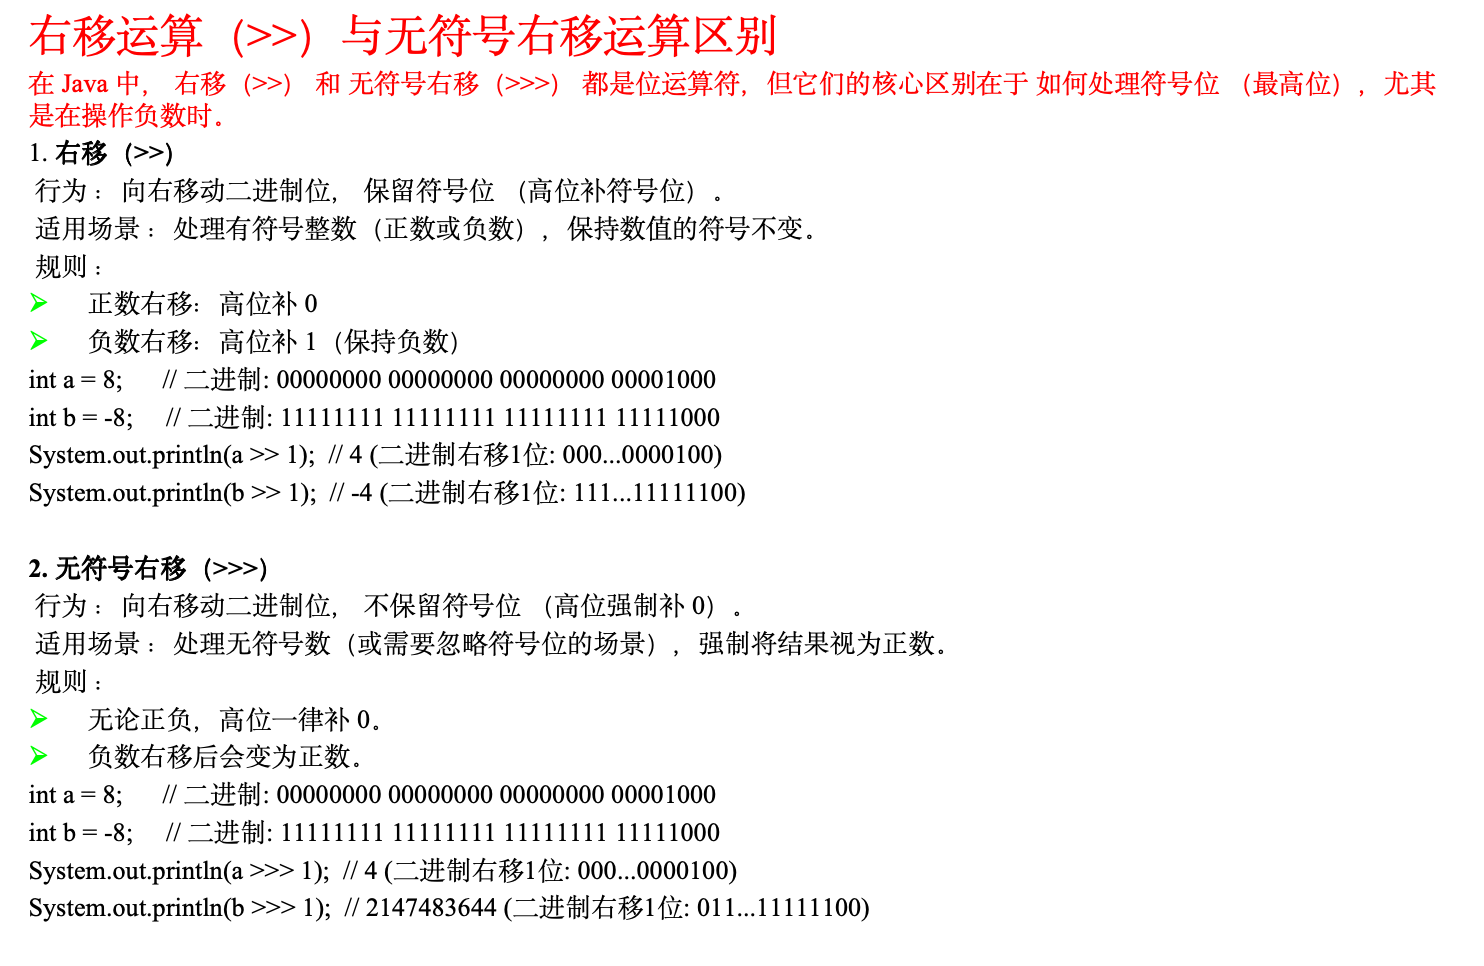 右移运算（>>）与无符号右移运算区别
在 Java 中， 右移（>>） 和 无符号右移（>>>） 都是位运算符，但它们的核心区别在于 如何处理符号位 （最高位），尤其
是在操作负数时。
1. 右移（>>）
行为： 向右移动二进制位， 保留符号位 （高位补符号位）。
适用场景：处理有符号整数（正数或负数），保持数值的符号不变。
规则：
➢ 正数右移：高位补 0
➢ 负数右移：高位补 1（保持负数）
int a = 8; // 二进制: 00000000 00000000 00000000 00001000
int b = -8; // 二进制: 11111111 11111111 11111111 11111000
System.out.println(a >> 1); // 4 (二进制右移1位: 000...0000100)
System.out.println(b >> 1); // -4 (二进制右移1位: 111...11111100)
2. 无符号右移（>>>）
行为： 向右移动二进制位， 不保留符号位 （高位强制补 0）。
适用场景：处理无符号数（或需要忽略符号位的场景），强制将结果视为正数。
规则：
➢ 无论正负，高位一律补 0。
➢ 负数右移后会变为正数。
int a = 8; // 二进制: 00000000 00000000 00000000 00001000
int b = -8; // 二进制: 11111111 11111111 11111111 11111000
System.out.println(a >>> 1); // 4 (二进制右移1位: 000...0000100)
System.out.println(b >>> 1); // 2147483644 (二进制右移1位: 011...11111100)